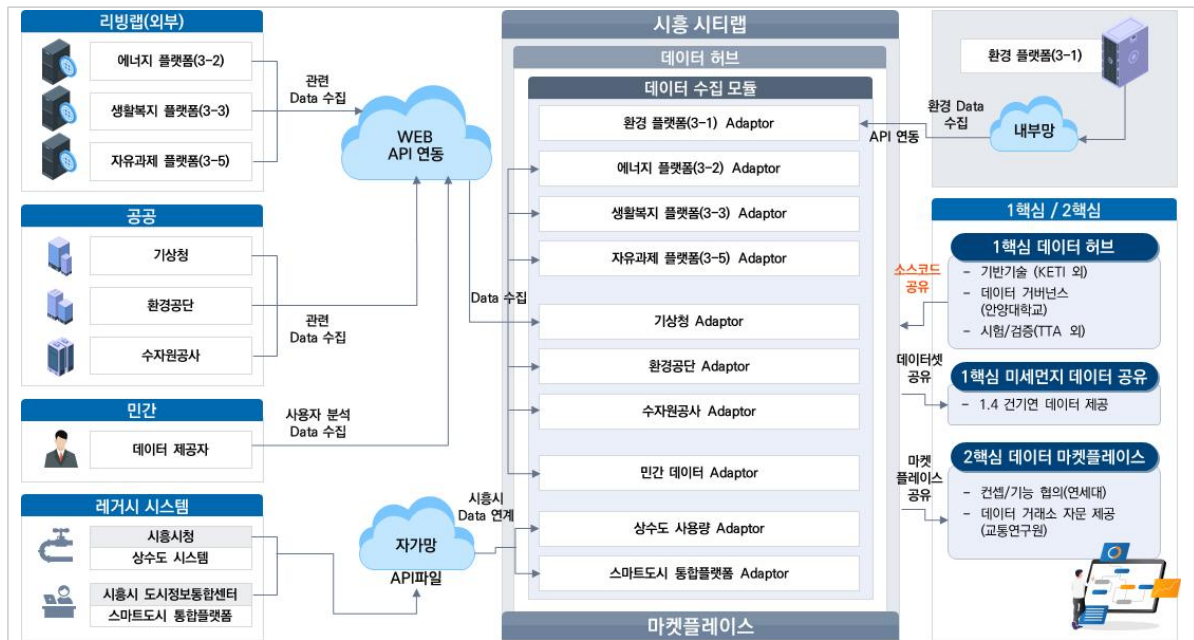 리빙랩(외부)
에너지 플랫폼(3-2)
생활복지 플랫폼(3-3)
자유과제 플랫폼(3-5)
관련
Data 수집
공공
기상청
환경공단
수자원공사
관련
Data 수집
민간
데이터 제공자
사용자 분석
Data 수집
레거시 시스템
시흥시청
상수도 시스템
시흥시 도시정보통합센터
스마트도시 통합플랫폼
WEB
API 연동
자가망
API파일
Data 수집
시흥시
Data 연계
시흥 시티랩
데이터 허브
데이터 수집 모듈
환경 플랫폼(3-1) Adaptor
에너지 플랫폼(3-2) Adaptor
생활복지 플랫폼(3-3) Adaptor
자유과제 플랫폼(3-5) Adaptor
기상청 Adaptor
환경공단 Adaptor
수자원공사 Adaptor
민간 데이터 Adaptor
상수도 사용량 Adaptor
스마트도시 통합플랫폼 Adaptor
마켓플레이스
환경 플랫폼(3-1)
환경 Data
수집
API 연동
내부망
소스코드
공유
데이터셋
공유
마켓
플레이스
공유
1핵심 / 2핵심
1핵심 데이터 허브
- 기반기술 (KETI 외)
- 데이터 거버넌스
(안양대학교)
- 시험/검증(TTA 외)
1핵심 미세먼지 데이터 공유
- 1.4 건기연 데이터 제공
2핵심 데이터 마켓플레이스
- 컨셉/기능 협의(연세대)
- 데이터 거래소 자문 제공
(교통연구원)